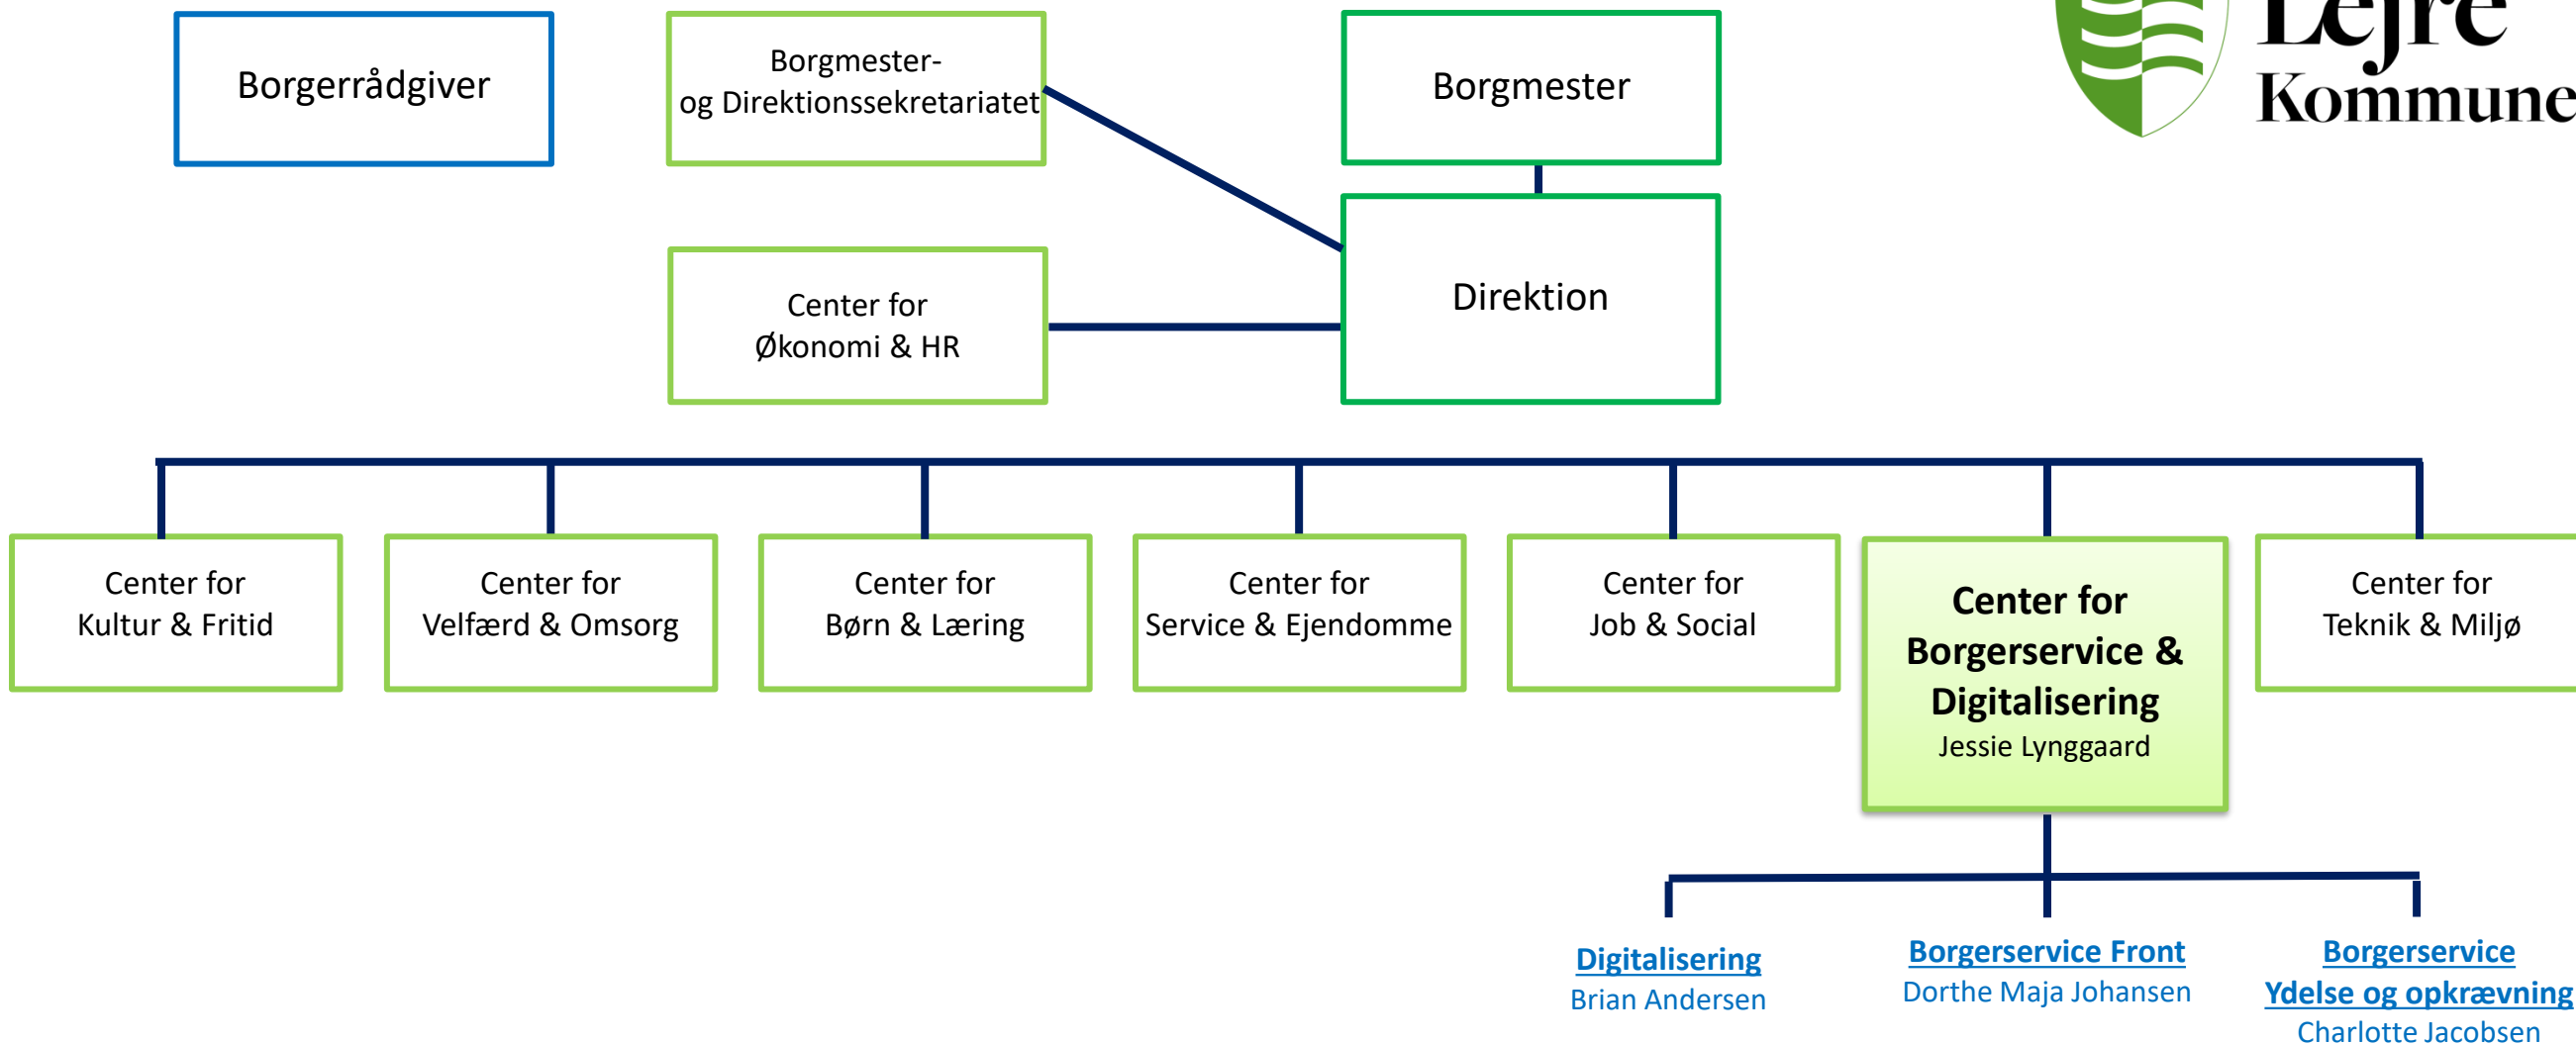 Lejre
Kommune
Borgerrådgiver
Borgmester-
og Direktionssekretariatet
Borgmester
Center for
Økonomi & HR
Direktion
Center for
Kultur & Fritid
Center for
Velfærd & Omsorg
Center for
Børn & Læring
Center for
Service & Ejendomme
Center for
Job & Social
Center for
Borgerservice &
Digitalisering
Jessie Lynggaard
Center for
Teknik & Miljø
Digitalisering
Brian Andersen
Borgerservice Front
Dorthe Maja Johansen
Borgerservice
Ydelse og opkrævning
Charlotte Jacobsen